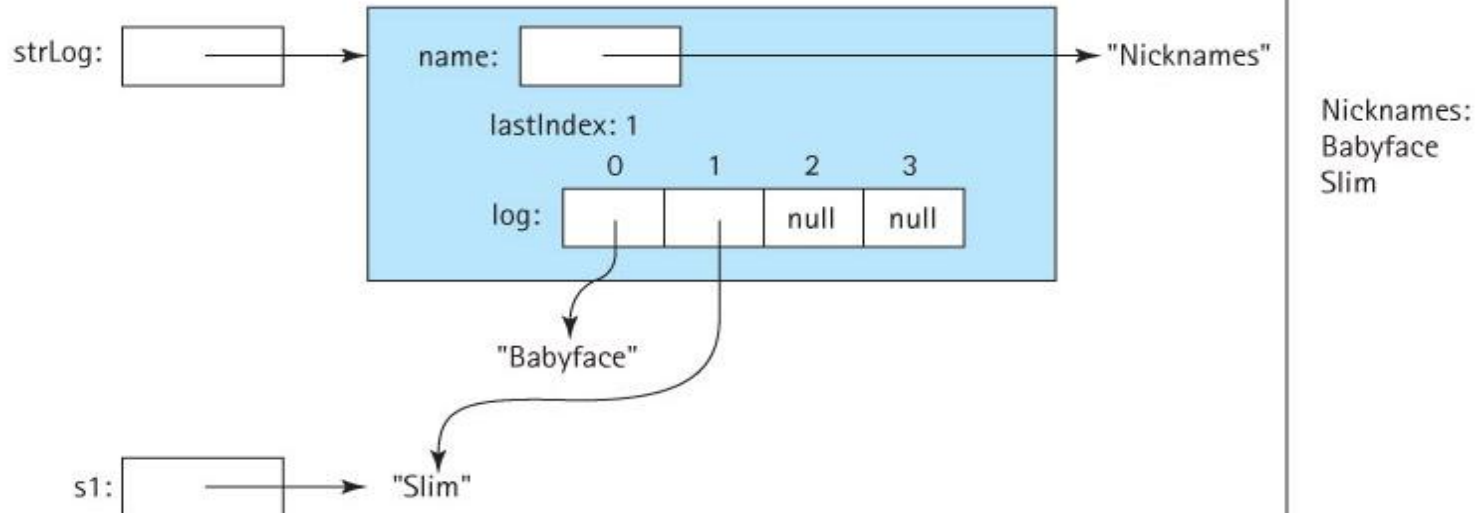 strLog:
name:
"Nicknames"
lastIndex: 1
0 1 2 3
log:
null null
"Babyface"
s1:
"Slim"
Nicknames:
Babyface
Slim